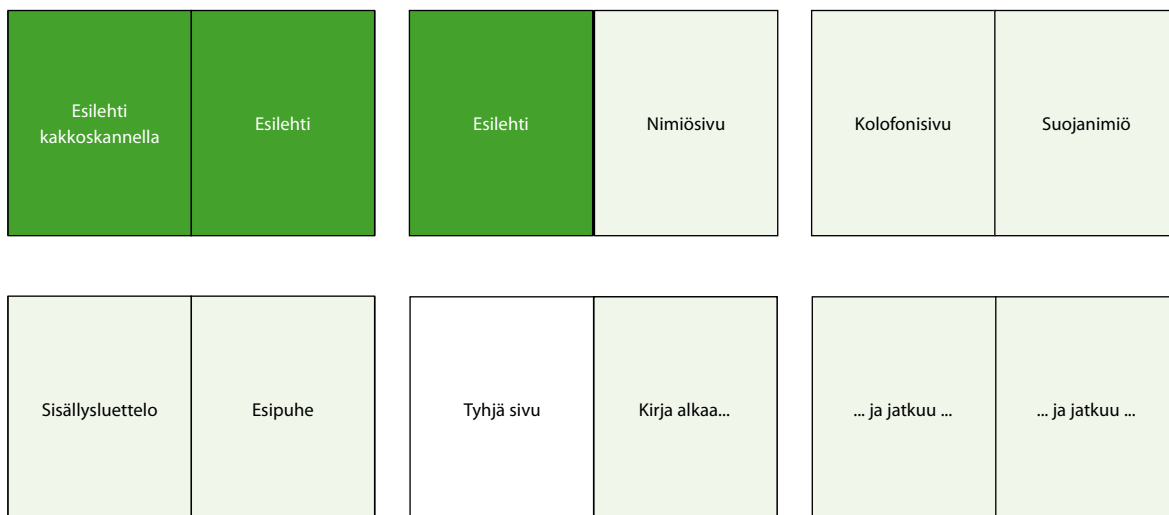 Esilehti
kakkoskannella
Esilehti
Esilehti
Nimiösivu
Kolofonisivu
Suojanimiö
Sisällysluettelo
Esipuhe
Tyhjä sivu
Kirja alkaa...
... ja jatkuu ...
... ja jatkuu ...